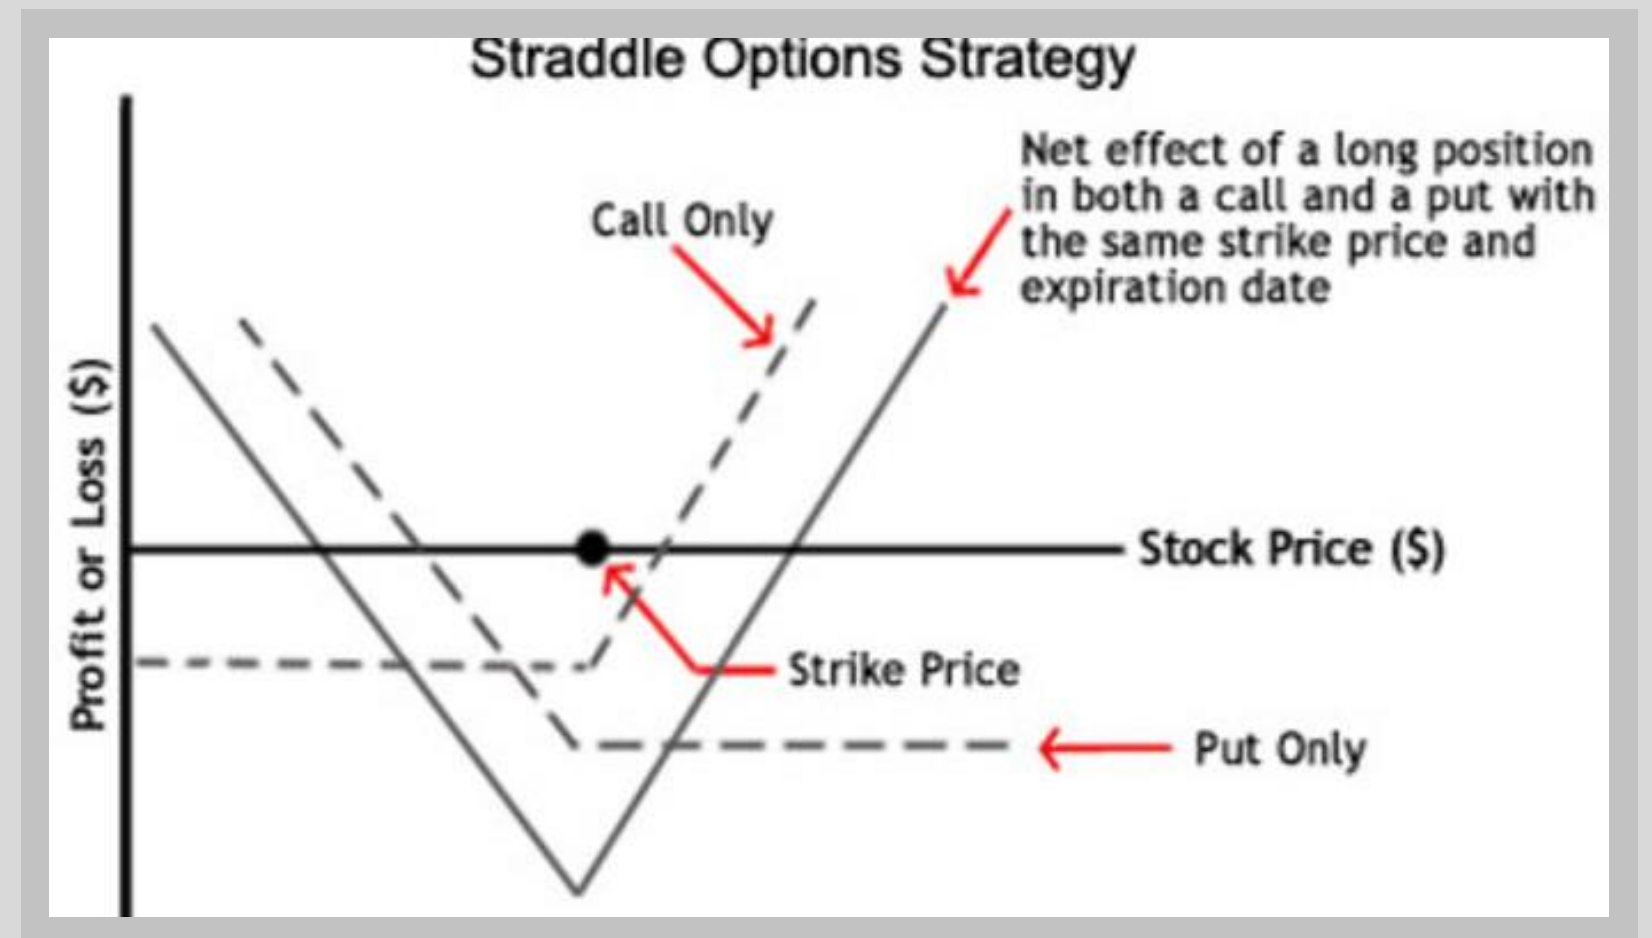 Straddle Options Strategy
Net effect of a long position
in both a call and a put with
the same strike price and
expiration date
Call Only
Profit or Loss ($)
Stock Price ($)
Strike Price
Put Only